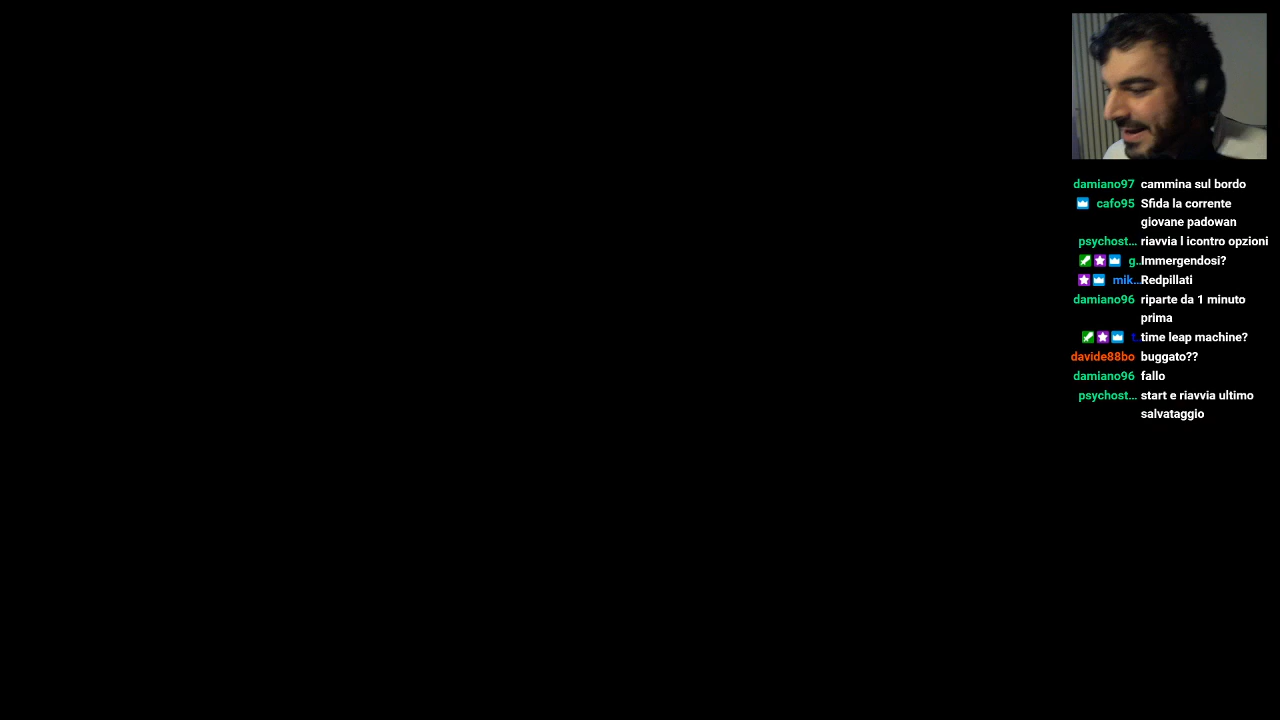 damiano97 cammina sul bordo
cafo95 Sfida la corrente
giovane padowan
psychost... riavvia l icontro opzioni
g.. Immergendosi?
mik... Redpillati
damiano96 riparte da 1 minuto
prima
t. time leap machine?
davide88bo buggato??
damiano96 fallo
psychost... start e riavvia ultimo
salvataggio